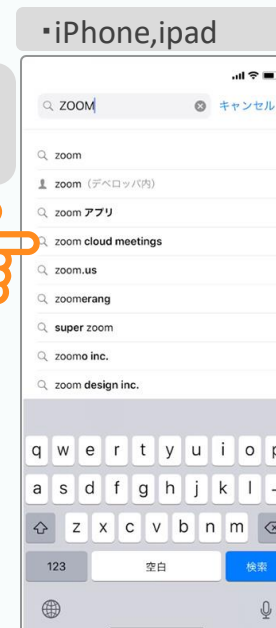 ▪iPhone,ipad
ZOOM
キャンセル
zoom
zoom (デベロッパ内)
zoom アプリ
zoom cloud meetings
zoom.us
zoomerang
super zoom
zoomo inc.
zoom design inc.
q w e r t y u i o p
a s d f g h j k l -
z x c v b n m
123
空白
検索